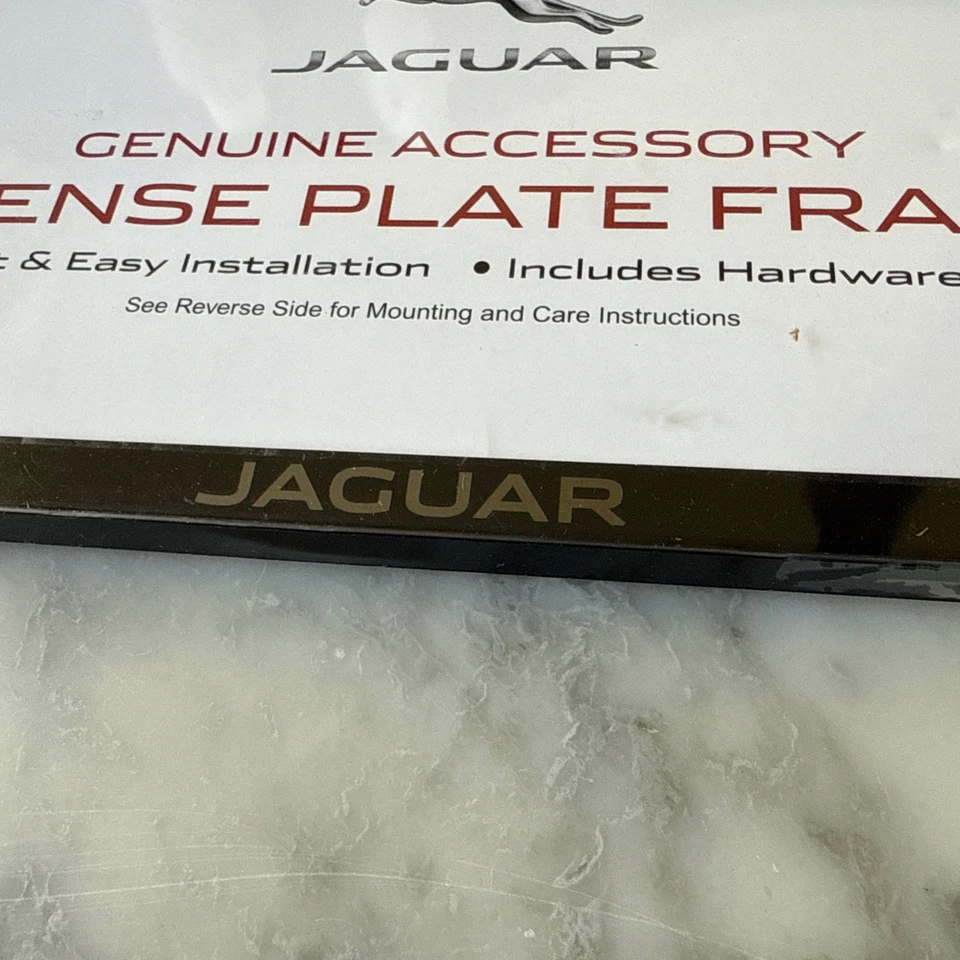 JAGUAR
GENUINE ACCESSORY
ENSE PLATE FRA
& Easy Installation • Includes Hardware
See Reverse Side for Mounting and Care Instructions
JAGUAR